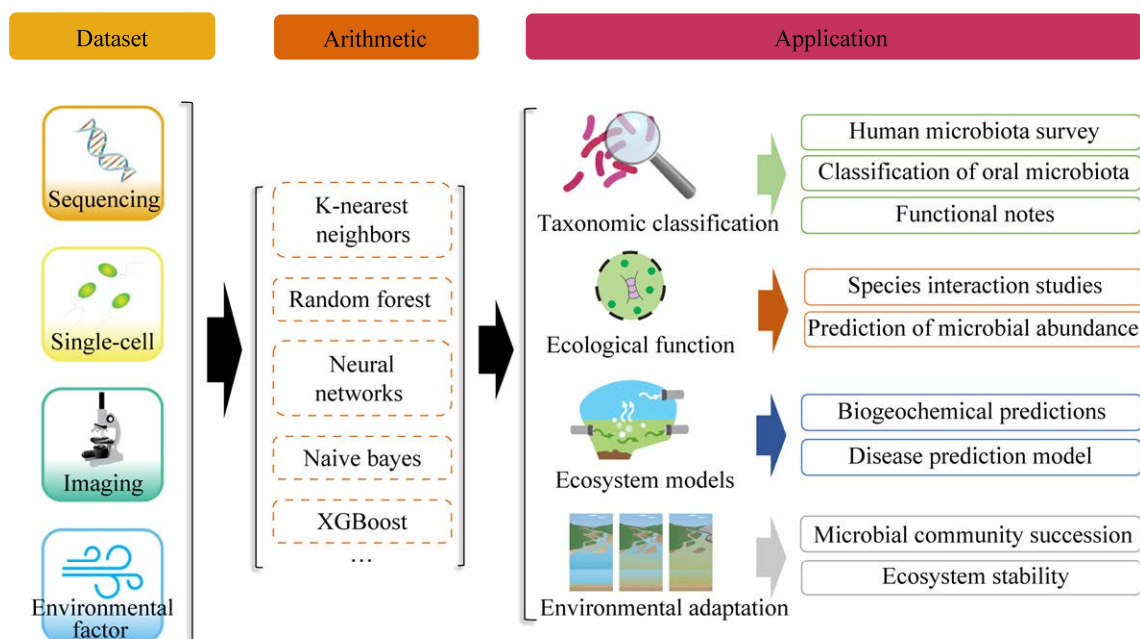 Dataset
Arithmetic
Application
Sequencing
Single-cell
Imaging
Environmental
factor
K-nearest
neighbors
Random forest
Neural
networks
Naive bayes
XGBoost
...
Taxonomic classification
Human microbiota survey
Classification of oral microbiota
Functional notes
Ecological function
Species interaction studies
Prediction of microbial abundance
Ecosystem models
Biogeochemical predictions
Disease prediction model
Environmental adaptation
Microbial community succession
Ecosystem stability